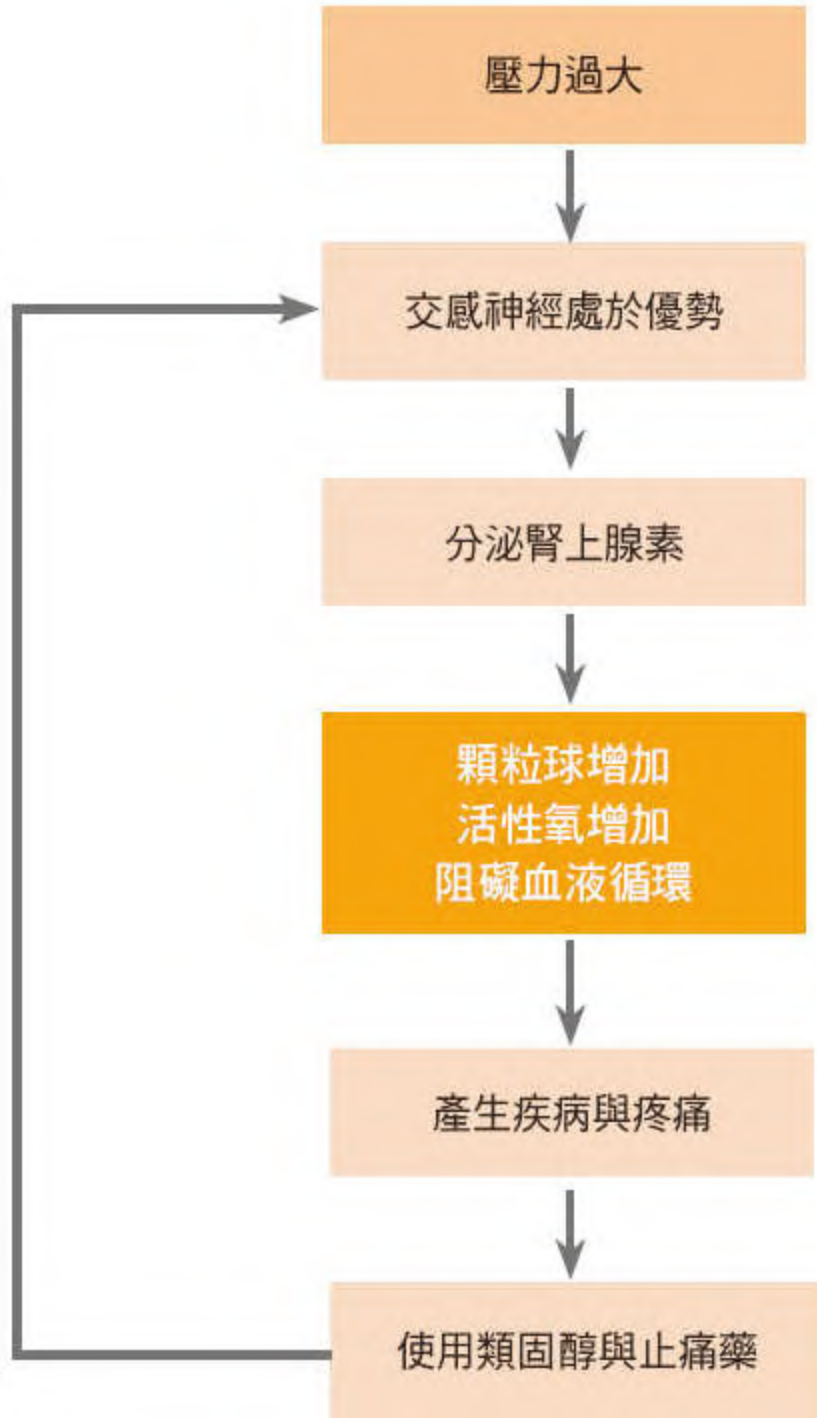 壓力過大
交感神經處於優勢
分泌腎上腺素
顆粒球增加
活性氧增加
阻礙血液循環
產生疾病與疼痛
使用類固醇與止痛藥